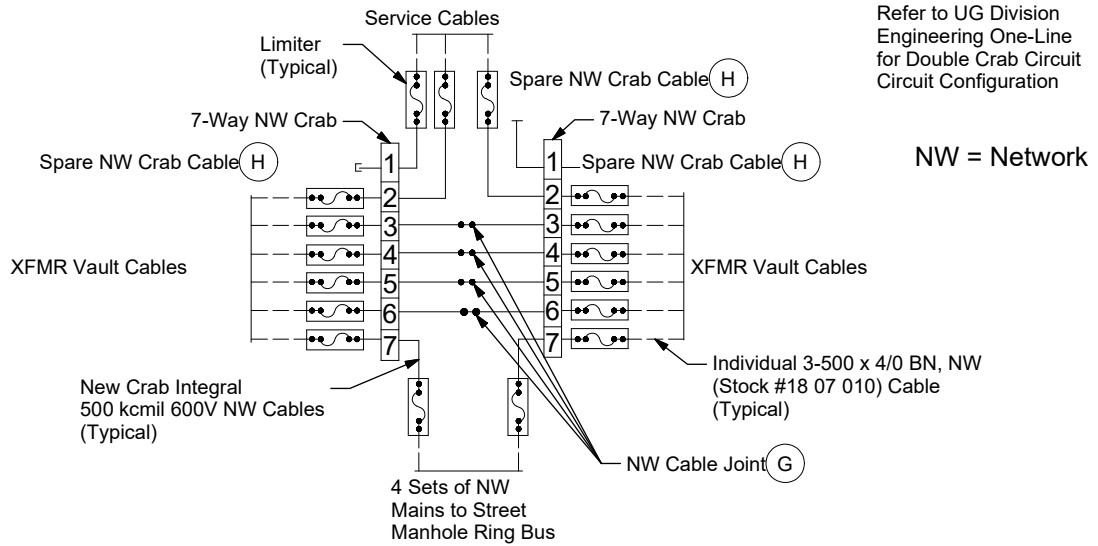 Service Cables
Refer to UG Division
Engineering One-Line
for Double Crab Circuit
Circuit Configuration
Limiter
(Typical)
Spare NW Crab Cable H
7-Way NW Crab
7-Way NW Crab
NW = Network
Spare NW Crab Cable H
1
1
Spare NW Crab Cable H
2
2
3
3
4
4
XFMR Vault Cables
XFMR Vault Cables
5
5
6
6
7
7
New Crab Integral
500 kcmil 600V NW Cables
(Typical)
Individual 3-500 x 4/0 BN, NW
(Stock #18 07 010) Cable
(Typical)
NW Cable Joint G
4 Sets of NW
Mains to Street
Manhole Ring Bus